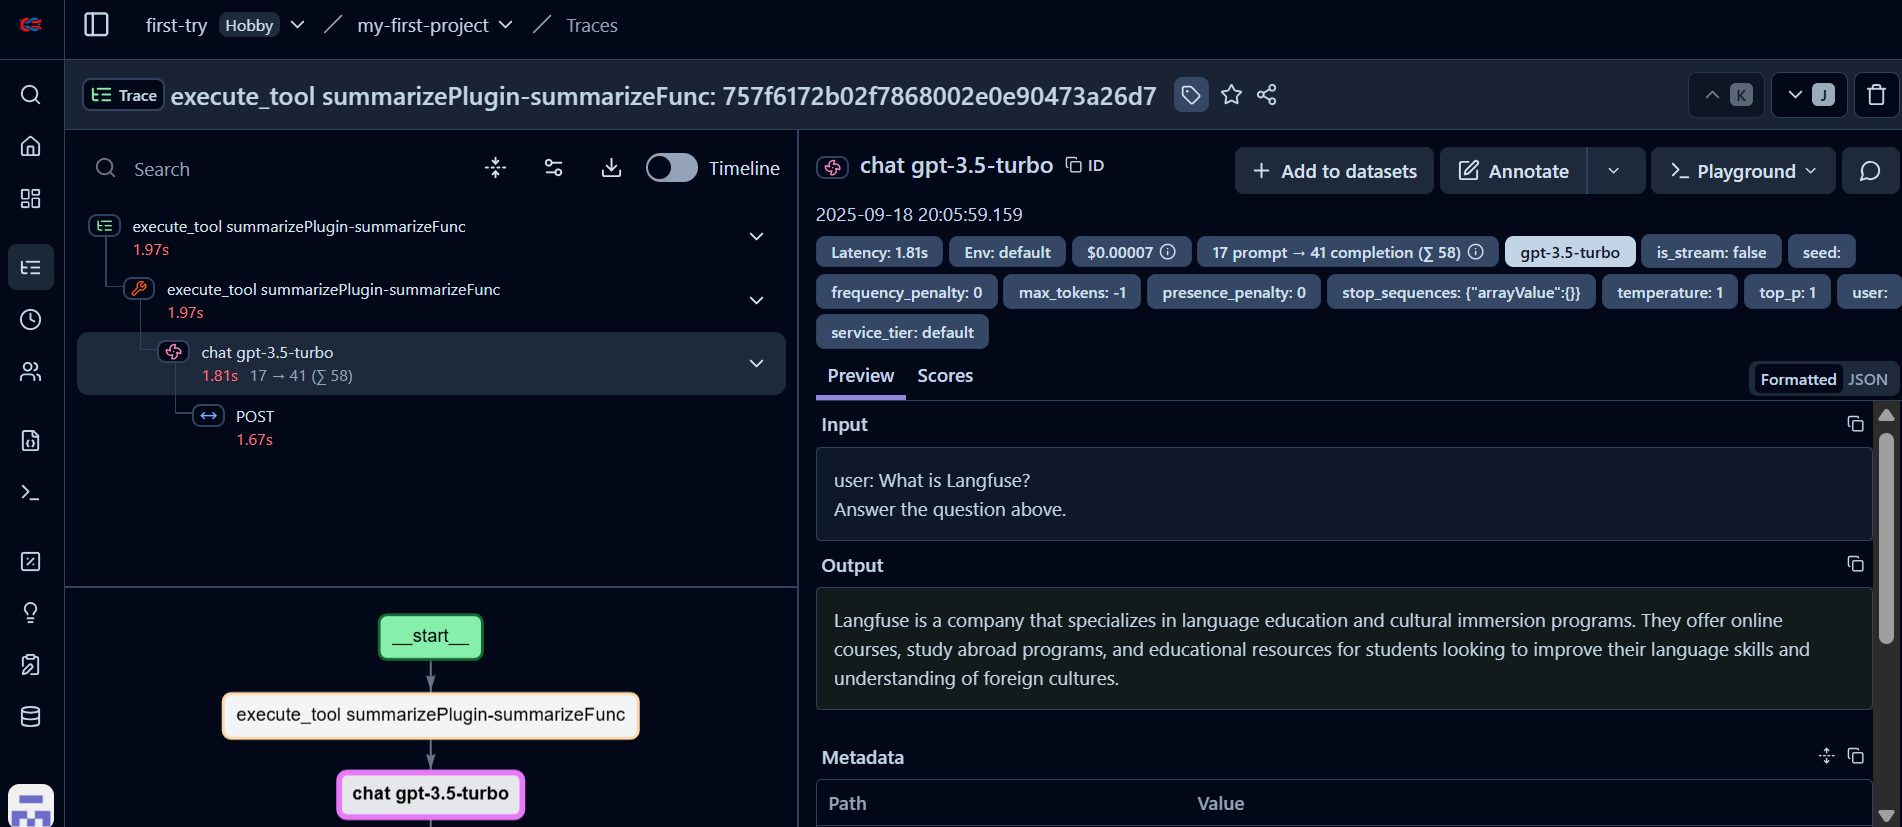 first-try Hobby my-first-project Traces
Trace execute_tool summarizePlugin-summarizeFunc: 757f6172b02f7868002e0e90473a26d7 K J
Search Timeline
execute_tool summarizePlugin-summarizeFunc
1.97s
execute_tool summarizePlugin-summarizeFunc
1.97s
chat gpt-3.5-turbo
1.81s 17 → 41 (∑ 58)
POST
1.67s
__start__
execute_tool summarizePlugin-summarizeFunc
chat gpt-3.5-turbo
chat gpt-3.5-turbo ID + Add to datasets Annotate Playground
2025-09-18 20:05:59.159
Latency: 1.81s Env: default $0.00007 17 prompt → 41 completion (∑ 58) gpt-3.5-turbo is_stream: false seed:
frequency_penalty: 0 max_tokens: -1 presence_penalty: 0 stop_sequences: {"arrayValue":{}} temperature: 1 top_p: 1 user:
service_tier: default
Preview Scores
Formatted JSON
Input
user: What is Langfuse?
Answer the question above.
Output
Langfuse is a company that specializes in language education and cultural immersion programs. They offer online
courses, study abroad programs, and educational resources for students looking to improve their language skills and
understanding of foreign cultures.
Metadata
Path Value